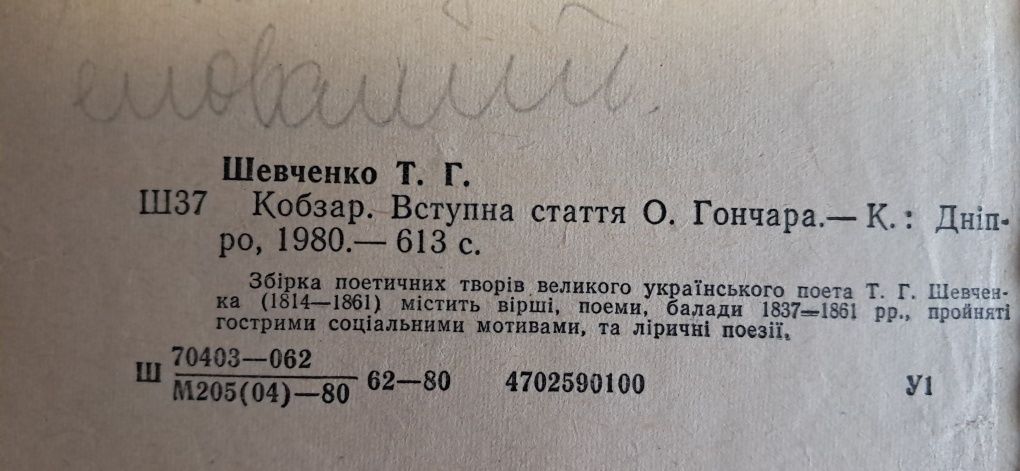 Шевченко Т. Г.
Ш37 Кобзар. Вступна стаття О. Гончара.— К.: Дніп-
ро, 1980.— 613 с.
Збірка поетичних творів великого українського поета Т. Г. Шевчен-
ка (1814—1861) містить вірші, поеми, балади 1837—1861 рр., пройняті
гострими соціальними мотивами, та ліричні поезії.
Ш 70403—062
М205(04)—80 62—80 4702590100 У1